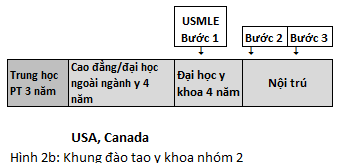 USMLE
Bước 1
Bước 2
Bước 3
Trung học
PT 3 năm
Cao đẳng/đại học
ngoài ngành y 4
năm
Đại học y
khoa 4 năm
Nội trú
USA, Canada
Hình 2b: Khung đào tạo y khoa nhóm 2